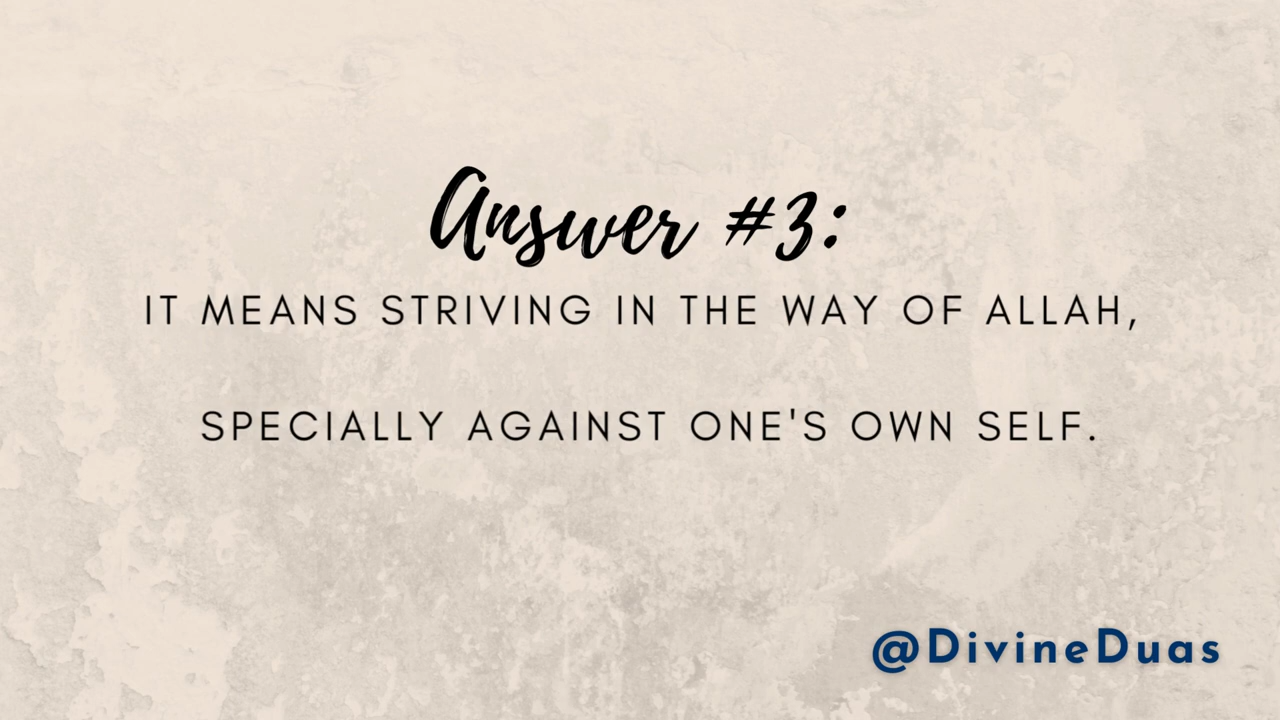 Answer #3:
IT MEANS STRIVING IN THE WAY OF ALLAH,
SPECIALLY AGAINST ONE'S OWN SELF.
@DivineDuas